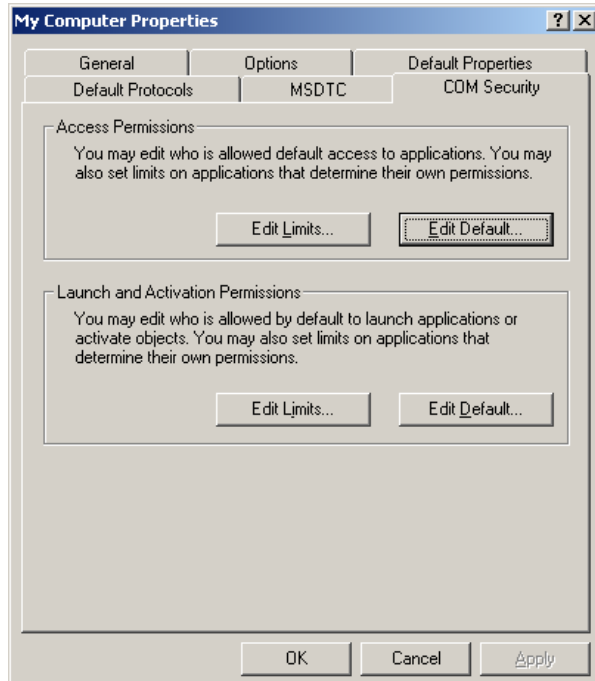 My Computer Properties
General
Options
Default Properties
Default Protocols
MSDTC
COM Security
Access Permissions
You may edit who is allowed default access to applications. You may
also set limits on applications that determine their own permissions.
Edit Limits...
Edit Default...
Launch and Activation Permissions
You may edit who is allowed by default to launch applications or
activate objects. You may also set limits on applications that
determine their own permissions.
Edit Limits...
Edit Default...
OK
Cancel
Apply